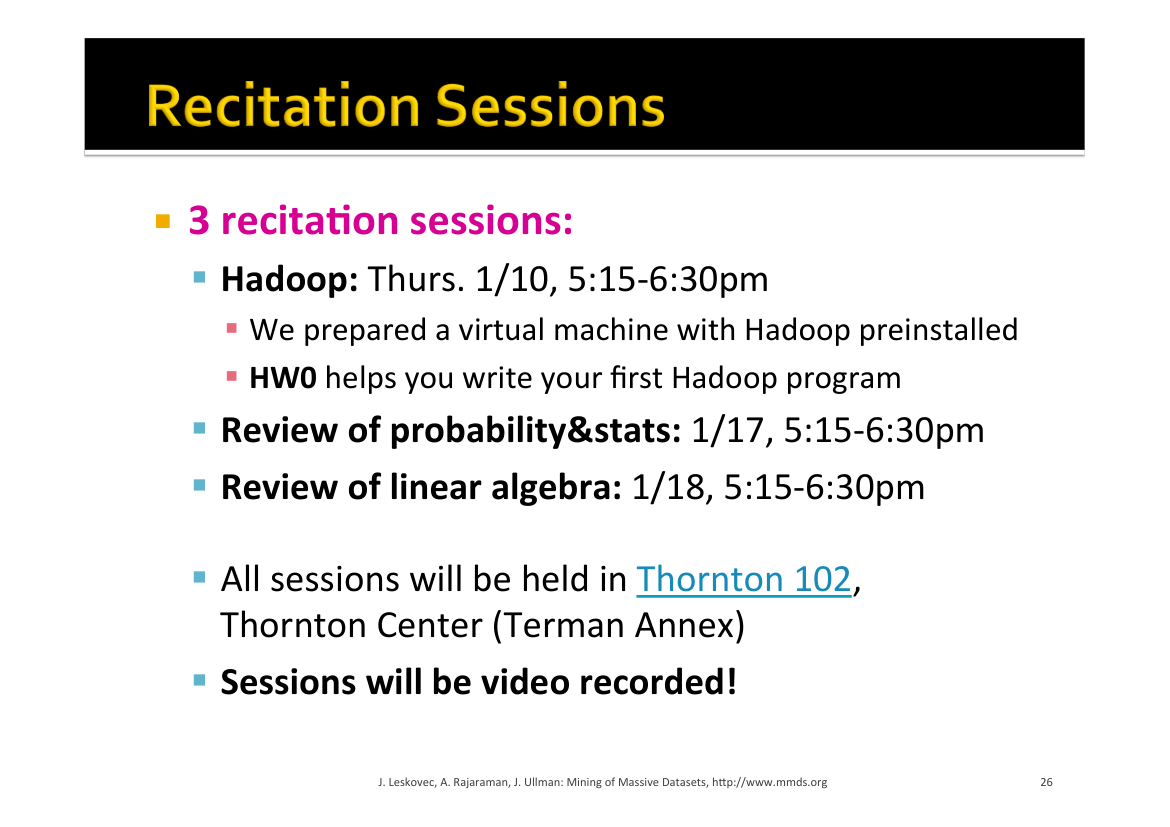 Recitation Sessions
3 recitation sessions:
Hadoop: Thurs. 1/10, 5:15-6:30pm
We prepared a virtual machine with Hadoop preinstalled
HW0 helps you write your first Hadoop program
Review of probability&stats: 1/17, 5:15-6:30pm
Review of linear algebra: 1/18, 5:15-6:30pm
All sessions will be held in Thornton 102,
Thornton Center (Terman Annex)
Sessions will be video recorded!
J. Leskovec, A. Rajaraman, J. Ullman: Mining of Massive Datasets, http://www.mmds.org 26